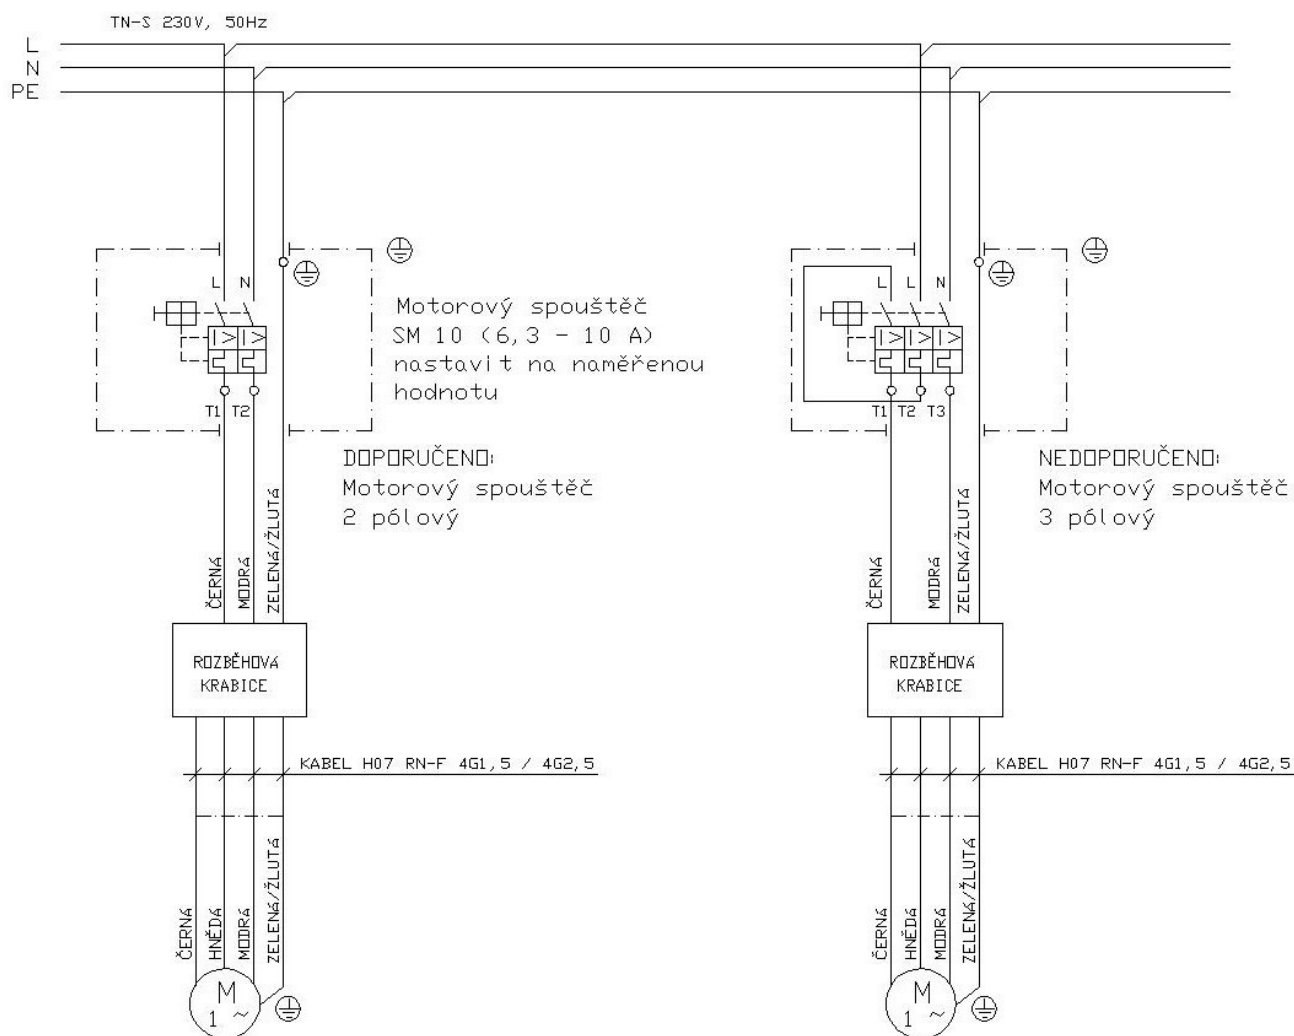 TN-S 230V, 50Hz
L
N
PE
L N
Motorový spouštěč
SM 10 (6,3 - 10 A)
nastavit na naměřenou
hodnotu
T1 T2
DOPORUČENO:
Motorový spouštěč
2 pólový
ČERNÁ
MODRÁ
ZELENÁ/ŽLUTÁ
ROZBĚHOVÁ
KRABICE
KABEL H07 RN-F 4G1,5 / 4G2,5
ČERNÁ
HNĚDÁ
MODRÁ
ZELENÁ/ŽLUTÁ
M
1 ~
L L N
T1 T2 T3
NEDOPORUČENO:
Motorový spouštěč
3 pólový
ČERNÁ
MODRÁ
ZELENÁ/ŽLUTÁ
ROZBĚHOVÁ
KRABICE
KABEL H07 RN-F 4G1,5 / 4G2,5
ČERNÁ
HNĚDÁ
MODRÁ
ZELENÁ/ŽLUTÁ
M
1 ~